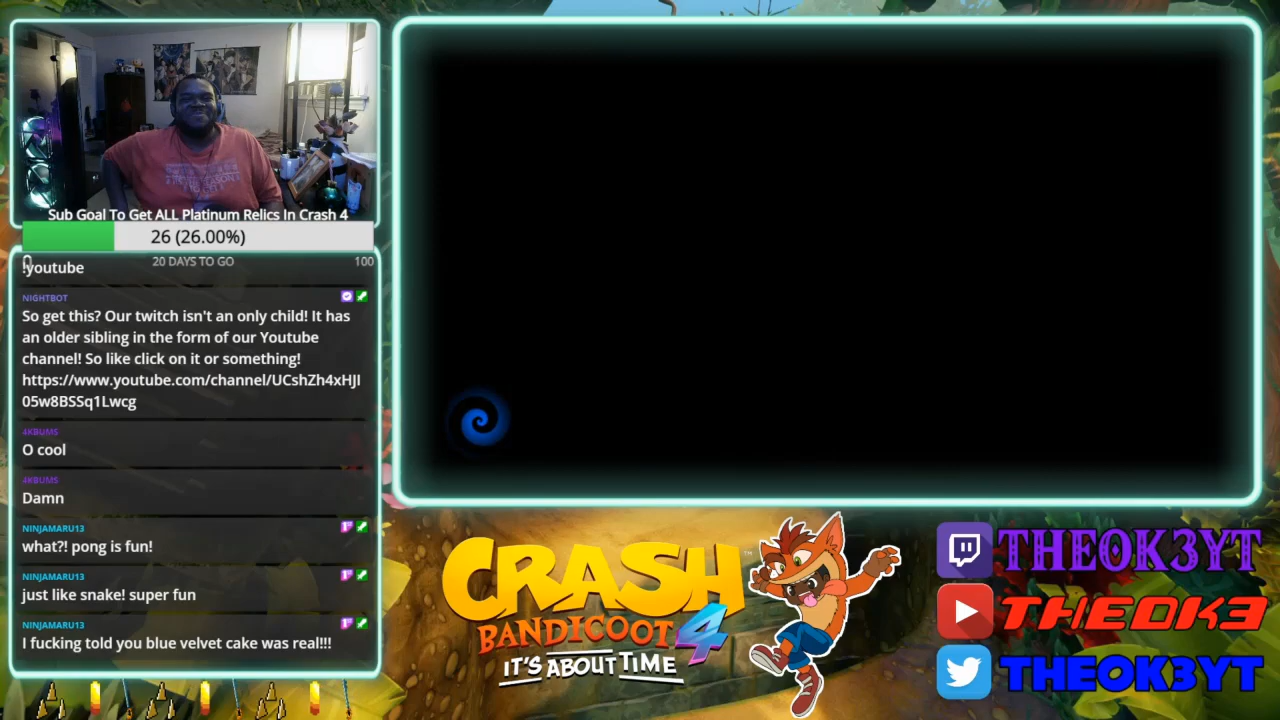 Sub Goal To Get ALL Platinum Relics In Crash 4
26 (26.00%)
0 20 DAYS TO GO 100
!youtube
NIGHTBOT
So get this? Our twitch isn't an only child! It has
an older sibling in the form of our Youtube
channel! So like click on it or something!
https://www.youtube.com/channel/UCshZh4xHJI
05w8BSSq1Lwcg
4KBUMS
O cool
4KBUMS
Damn
NINJAMARU13
what?! pong is fun!
NINJAMARU13
just like snake! super fun
NINJAMARU13
I fucking told you blue velvet cake was real!!!
CRASH™
BANDICOOT 4
IT'S ABOUT TIME
THEOK3YT
THEOK3
THEOK3YT